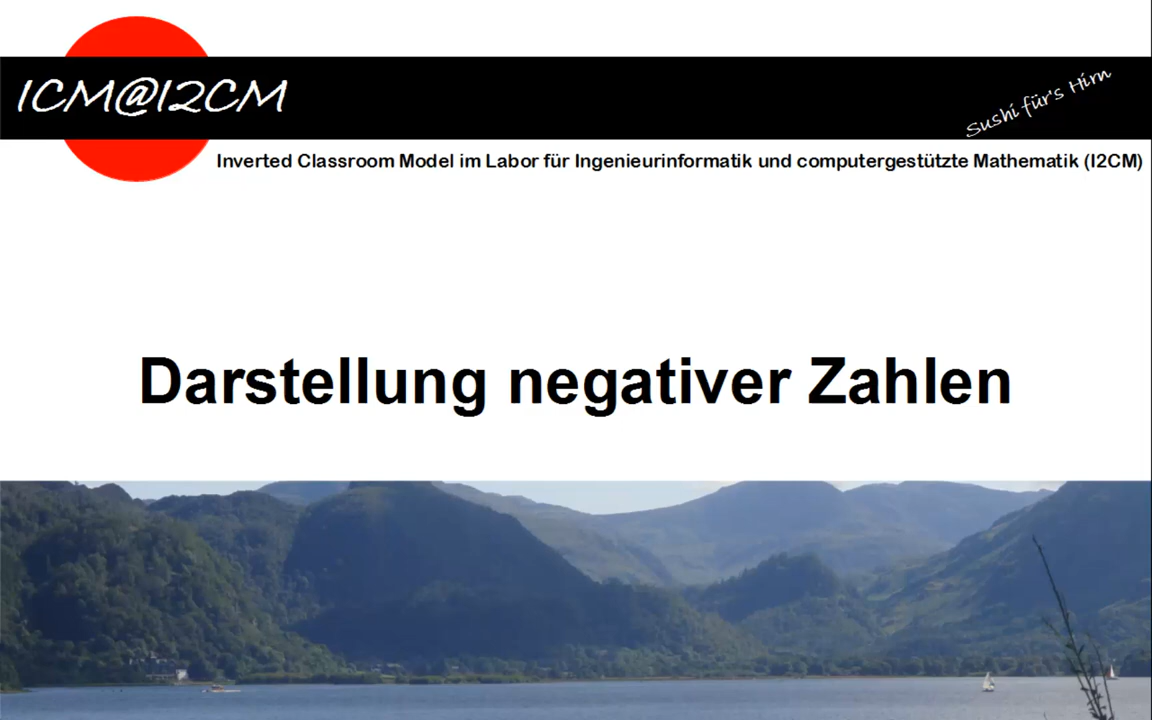 ICM@I2CM
Sushi für's Hirn
Inverted Classroom Model im Labor für Ingenieurinformatik und computergestützte Mathematik (I2CM)
Darstellung negativer Zahlen